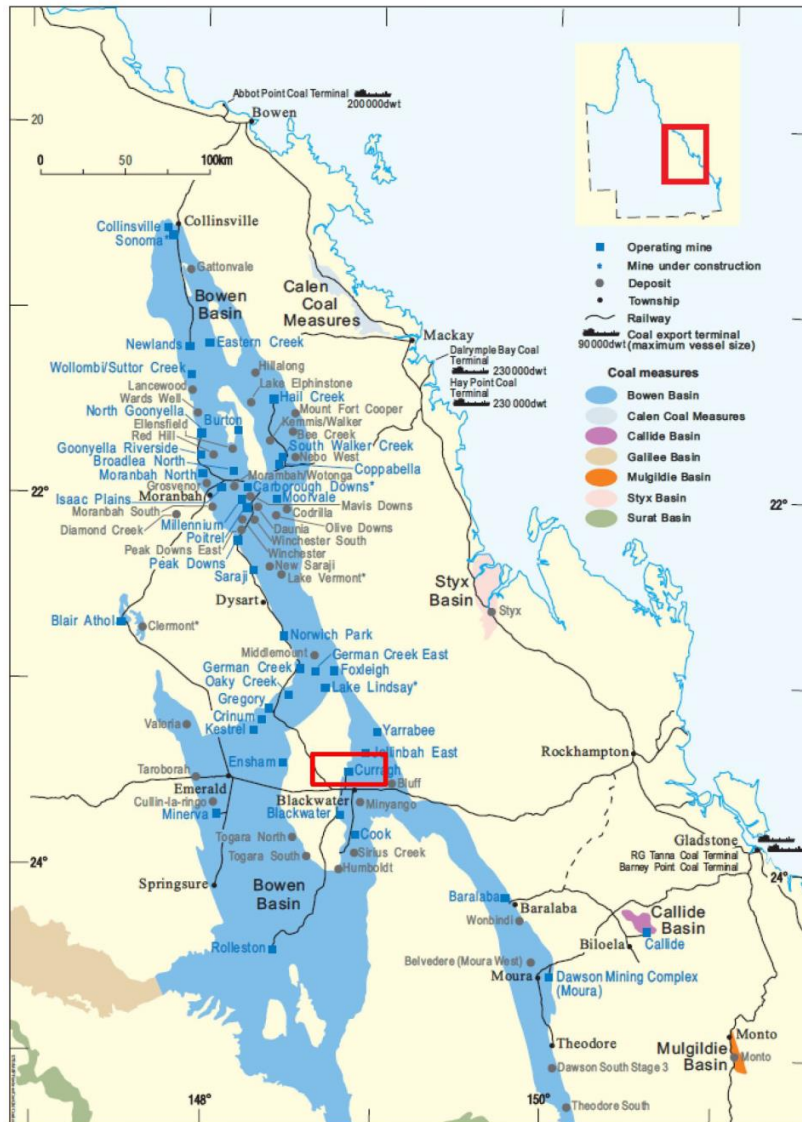 Abbot Point Coal Terminal
200 000dwt
Bowen
20
0 50 100km
Collinsville
Collinsville
Sonoma*
Gattonvale
Bowen
Basin
Calen
Coal
Measures
Operating mine
Mine under construction
Deposit
Township
Railway
Coal export terminal
90 000dwt (maximum vessel size)
Coal measures
Bowen Basin
Calen Coal Measures
Callide Basin
Galilee Basin
Mulgildie Basin
Styx Basin
Surat Basin
Mackay
Dalrymple Bay Coal
Terminal
230 000dwt
Hay Point Coal
Terminal
230 000dwt
Newlands
Eastern Creek
Wollombi/Suttor Creek
Hillalong
Lancewood
Lake Elphinstone
Wards Well
Hail Creek
North Goonyella
Mount Fort Cooper
Burton
Kemmis/Walker
Ellensfield
Bee Creek
Red Hill
South Walker Creek
Goonyella Riverside
Nebo West
Broadlea North
Coppabella
Moranbah North
Morambah/Wotonga
Grosvenor
Carborough Downs*
22°
22°
Moranbah
Moorvale
Isaac Plains
Mavis Downs
Moranbah South
Codrilla
Millennium
Olive Downs
Diamond Creek
Daunia
Poitrel
Winchester South
Peak Downs East
Winchester
Peak Downs
New Saraji
Saraji
Lake Vermont*
Dysart
Styx
Basin
Styx
Blair Athol
Clermont*
Norwich Park
Middlemount
German Creek East
German Creek
Foxleigh
Oaky Creek
Lake Lindsay*
Gregory
Crinum
Valeria
Kestrel
Yarrabee
Jellinbah East
Rockhampton
Ensham
Curragh
Taroborah
Bluff
Emerald
Blackwater
Cullin-la-ringo
Minyango
Minerva
Blackwater
Togara North
Cook
Togara South
Sirius Creek
Humboldt
Gladstone
RG Tanna Coal Terminal
Barney Point Coal Terminal
24°
24°
Springsure
Bowen
Basin
Baralaba
Baralaba
Wonbindi
Callide
Basin
Callide
Biloela
Rolleston
Belvedere (Moura West)
Moura
Dawson Mining Complex
(Moura)
Theodore
Monto
Mulgildie
Basin
Monto
Dawson South Stage 3
Theodore South
148°
150°